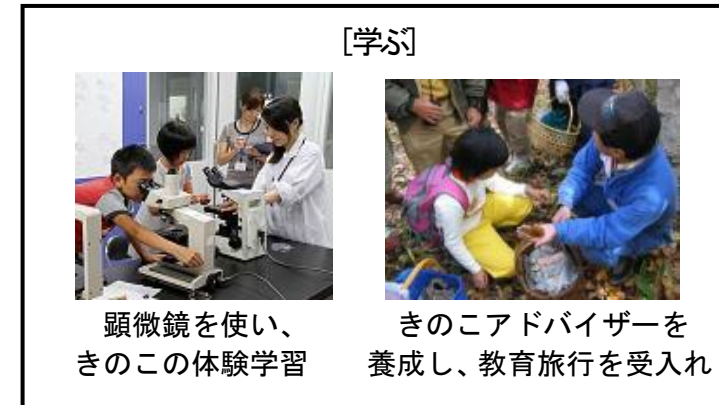 [学ぶ]
顕微鏡を使い、
きのこの体験学習
きのこアドバイザーを
養成し、教育旅行を受入れ